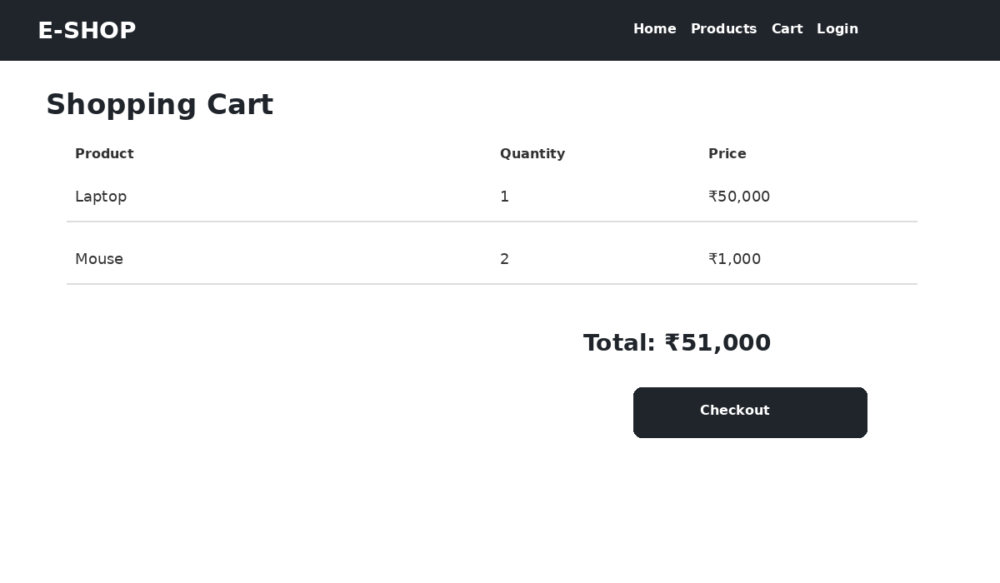 E-SHOP Home Products Cart Login
Shopping Cart
Product Quantity Price
Laptop 1 ₹50,000
Mouse 2 ₹1,000
Total: ₹51,000
Checkout